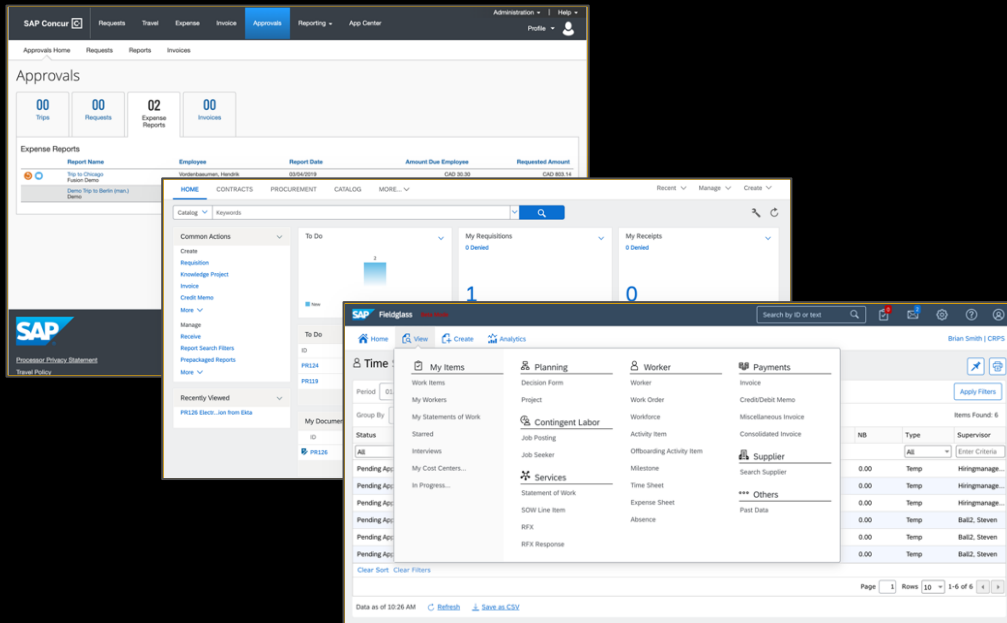 SAP Concur C Requests Travel Expense Invoice Approvals Reporting App Center
Administration | Help
Profile
Approvals Home Requests Reports Invoices
Approvals
00 00 02 00
Trips Requests Expense Reports Invoices
Expense Reports
Report Name Employee Report Date Amount Due Employee Requested Amount
Trip to Chicago Vordenbaeumen, Hendrik 03/04/2019 CAD 30.30 CAD 803.14
Fusion Demo
Demo Trip to Berlin (man.)
Demo
SAP
Processor Privacy Statement
Travel Policy
HOME CONTRACTS PROCUREMENT CATALOG MORE...
Recent Manage Create
Catalog Keywords
Common Actions
Create
Requisition
Knowledge Project
Invoice
Credit Memo
More
Manage
Receive
Report Search Filters
Prepackaged Reports
More
Recently Viewed
PR126 Electr...ion from Ekta
To Do
2
New
My Requisitions
0 Denied
1
My Receipts
0 Denied
0
To Do
ID
PR124
PR119
My Documen
ID
PR126
SAP Fieldglass
Search by ID or text
Home View Create Analytics
Brian Smith | CRPS
Time
Period
Apply Filters
Group By
Items Found: 6
Status NB Type Supervisor
All All Enter Criteria
Pending App 0.00 Temp Hiringmanage...
Pending App 0.00 Temp Hiringmanage...
Pending App 0.00 Temp Hiringmanage...
Pending App 0.00 Temp Ball2, Steven
Pending App 0.00 Temp Ball2, Steven
Pending App 0.00 Temp Ball2, Steven
My Items
Work Items
My Workers
My Statements of Work
Starred
Interviews
My Cost Centers...
In Progress...
Planning
Decision Form
Project
Contingent Labor
Job Posting
Job Seeker
Services
Statement of Work
SOW Line Item
RFX
RFX Response
Worker
Worker
Work Order
Workforce
Activity Item
Offboarding Activity Item
Milestone
Time Sheet
Expense Sheet
Absence
Payments
Invoice
Credit/Debit Memo
Miscellaneous Invoice
Consolidated Invoice
Supplier
Search Supplier
Others
Past Data
Clear Sort Clear Filters
Page 1 Rows 10 1-6 of 6
Data as of 10:26 AM Refresh Save as CSV